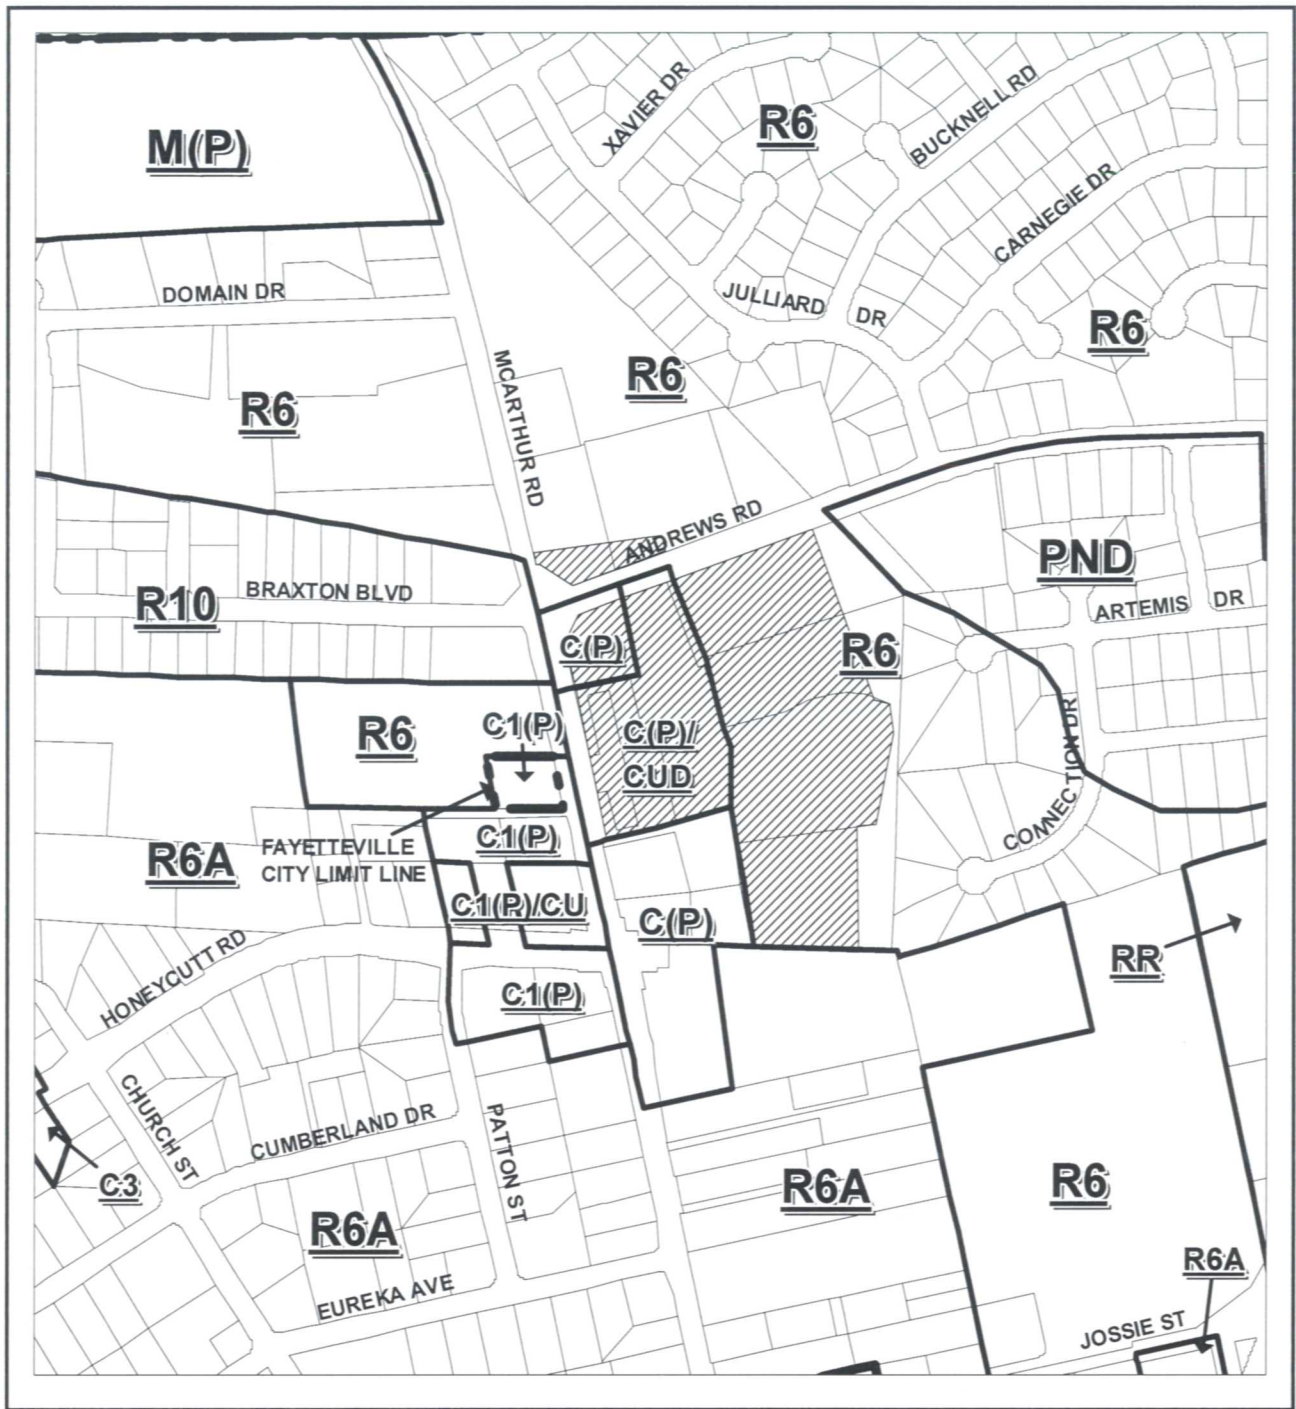 XAVIER DR
R6
BUCKNELL RD
M(P)
CARNEGIE DR
DOMAIN DR
JULLIARD DR
R6
MCARTHUR RD
R6
R6
ANDREWS RD
PND
BRAXTON BLVD
R10
ARTEMIS DR
C(P)
R6
C1(P)
R6
C(P)/
CUD
CONNECTION DR
C1(P)
FAYETTEVILLE
CITY LIMIT LINE
R6A
C1(P)/CU
C(P)
HONEYCUTT RD
RR
C1(P)
CHURCH ST
CUMBERLAND DR
PATTON ST
C3
R6A
R6
R6A
R6A
EUREKA AVE
JOSSIE ST